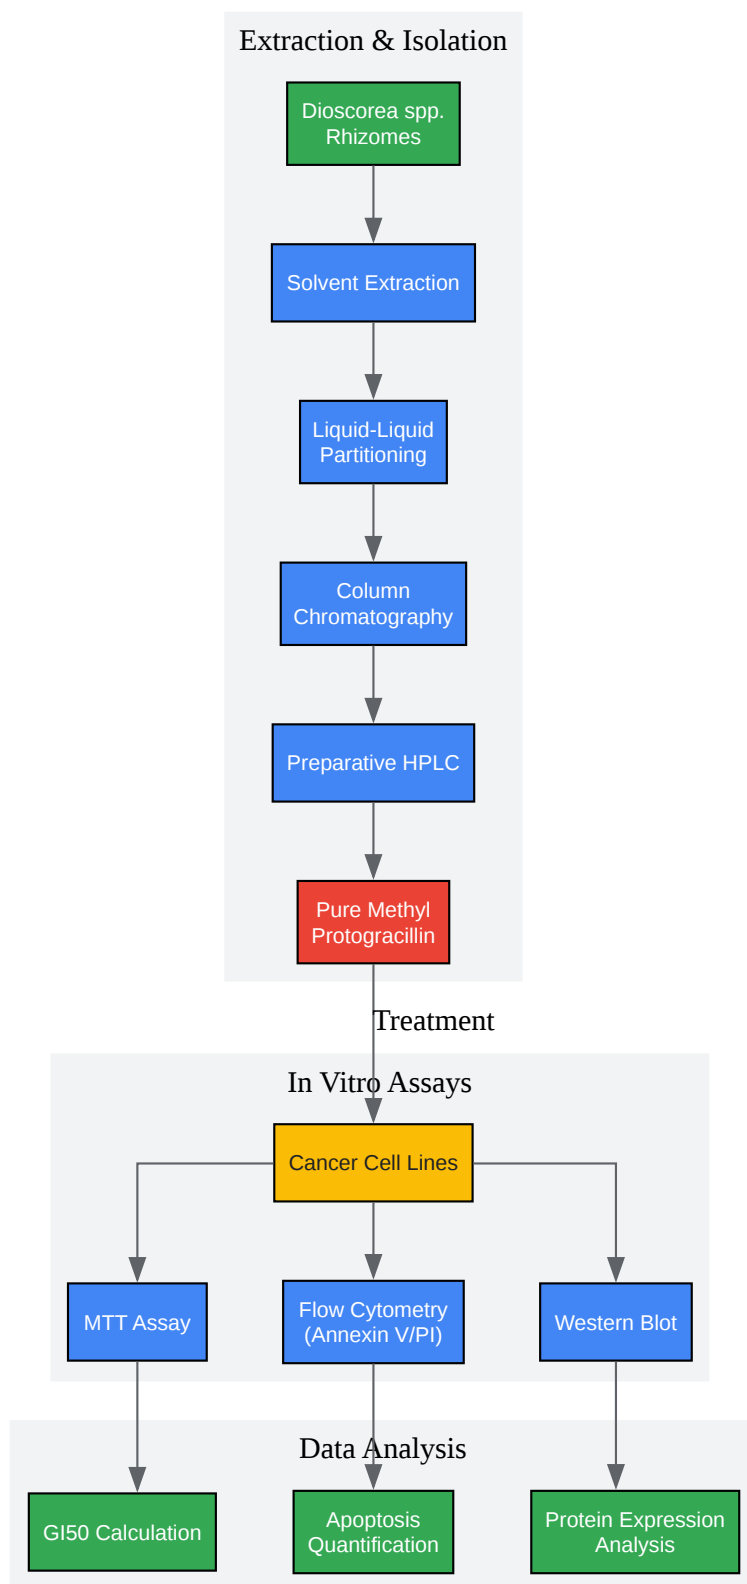 Extraction & Isolation
Dioscorea spp.
Rhizomes
Solvent Extraction
Liquid-Liquid
Partitioning
Column
Chromatography
Preparative HPLC
Pure Methyl
Protogracillin
Treatment
In Vitro Assays
Cancer Cell Lines
MTT Assay
Flow Cytometry
(Annexin V/PI)
Western Blot
Data Analysis
GI50 Calculation
Apoptosis
Quantification
Protein Expression
Analysis